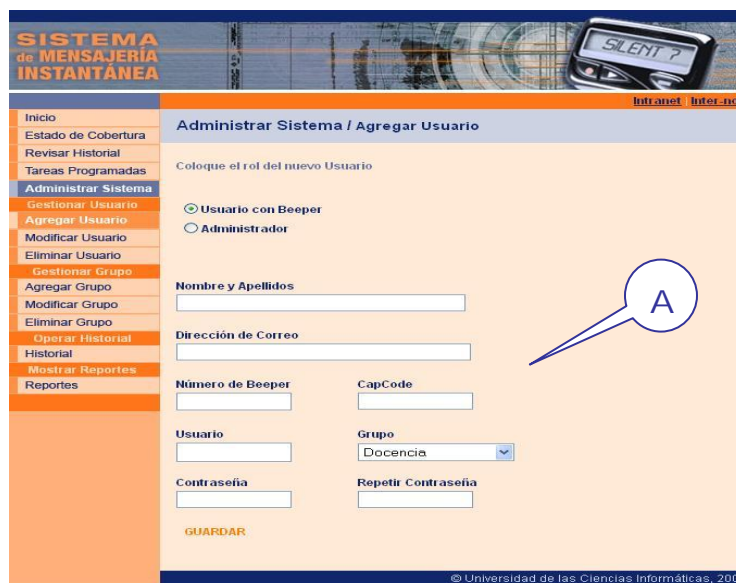 SISTEMA
de MENSAJERÍA
INSTANTÁNEA
SILENT ?
Intranet | Inter-no
Inicio
Estado de Cobertura
Revisar Historial
Tareas Programadas
Administrar Sistema
Gestionar Usuario
Agregar Usuario
Modificar Usuario
Eliminar Usuario
Gestionar Grupo
Agregar Grupo
Modificar Grupo
Eliminar Grupo
Operar Historial
Historial
Mostrar Reportes
Reportes
Administrar Sistema / Agregar Usuario
Coloque el rol del nuevo Usuario
Usuario con Beeper
Administrador
Nombre y Apellidos
Dirección de Correo
Número de Beeper CapCode
Usuario Grupo
Docencia
Contraseña Repetir Contraseña
GUARDAR
A
© Universidad de las Ciencias Informáticas, 200